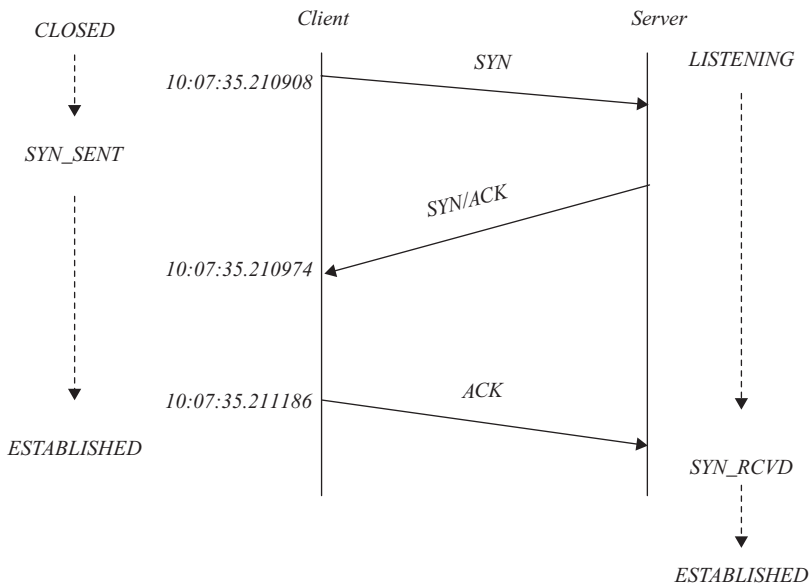 Client
Server
CLOSED
LISTENING
SYN
10:07:35.210908
SYN_SENT
SYN/ACK
10:07:35.210974
ACK
10:07:35.211186
ESTABLISHED
SYN_RCVD
ESTABLISHED